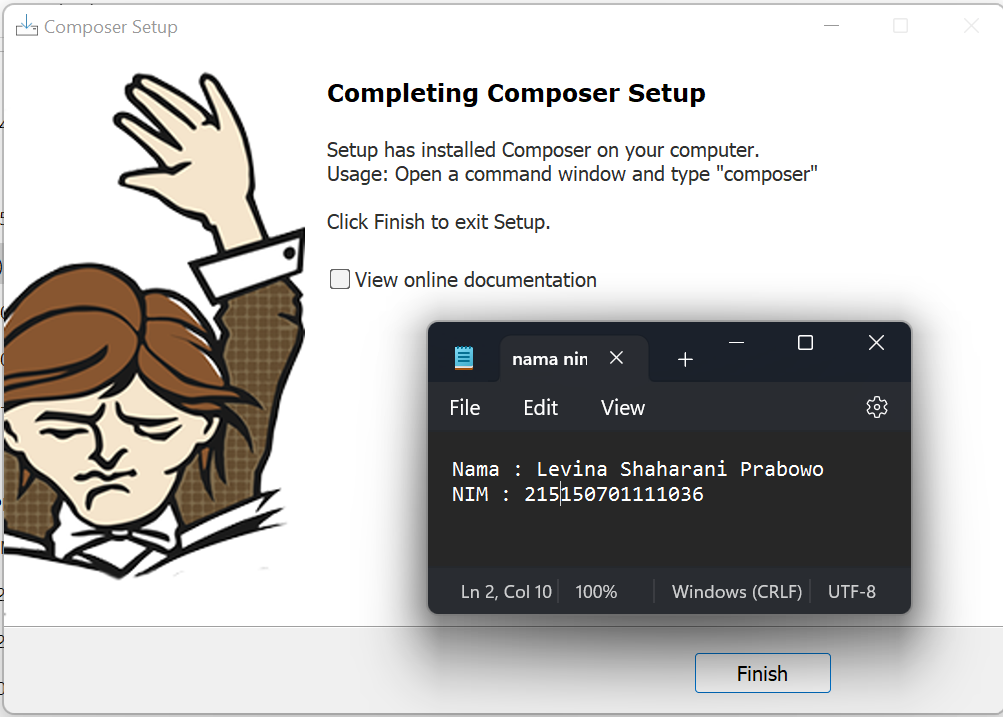 Composer Setup
Completing Composer Setup
Setup has installed Composer on your computer.
Usage: Open a command window and type "composer"
Click Finish to exit Setup.
View online documentation
nama nin
File Edit View
Nama : Levina Shaharani Prabowo
NIM : 215150701111036
Ln 2, Col 10 100% Windows (CRLF) UTF-8
Finish